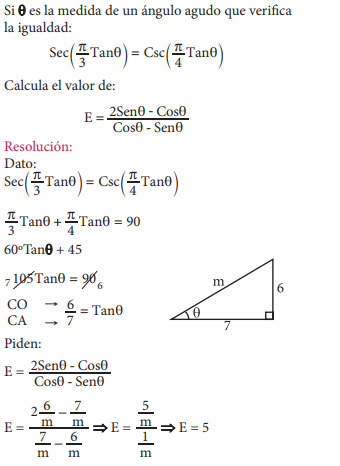 Si θ es la medida de un ángulo agudo que verifica
la igualdad:
Sec(π/3 Tanθ) = Csc(π/4 Tanθ)
Calcula el valor de:
E = (2Senθ - Cosθ)/(Cosθ - Senθ)
Resolución:
Dato:
Sec(π/3 Tanθ) = Csc(π/4 Tanθ)
π/3 Tanθ + π/4 Tanθ = 90
60ºTanθ + 45
7 105Tanθ = 90 6
CO → 6
CA → 7 = Tanθ
m 6
θ
7
Piden:
E = (2Senθ - Cosθ)/(Cosθ - Senθ)
E = (2 6/m – 7/m)/(7/m – 6/m) ⇒ E = (5/m)/(1/m) ⇒ E = 5